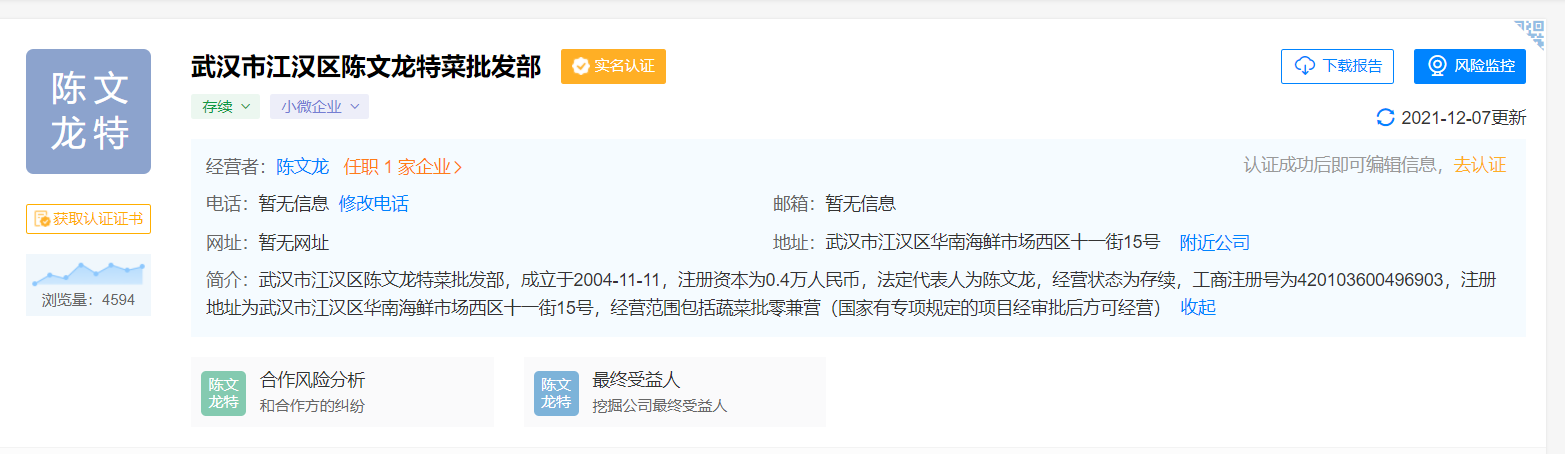 陈文
龙特
武汉市江汉区陈文龙特菜批发部 实名认证
下载报告 风险监控
存续 小微企业
2021-12-07更新
经营者：陈文龙 任职 1 家企业
认证成功后即可编辑信息，去认证
电话：暂无信息 修改电话
邮箱：暂无信息
获取认证证书
网址：暂无网址
地址：武汉市江汉区华南海鲜市场西区十一街15号 附近公司
浏览量：4594
简介：武汉市江汉区陈文龙特菜批发部，成立于2004-11-11，注册资本为0.4万人民币，法定代表人为陈文龙，经营状态为存续，工商注册号为420103600496903，注册
地址为武汉市江汉区华南海鲜市场西区十一街15号，经营范围包括蔬菜批零兼营（国家有专项规定的项目经审批后方可经营） 收起
陈文
龙特
合作风险分析
和合作方的纠纷
陈文
龙特
最终受益人
挖掘公司最终受益人